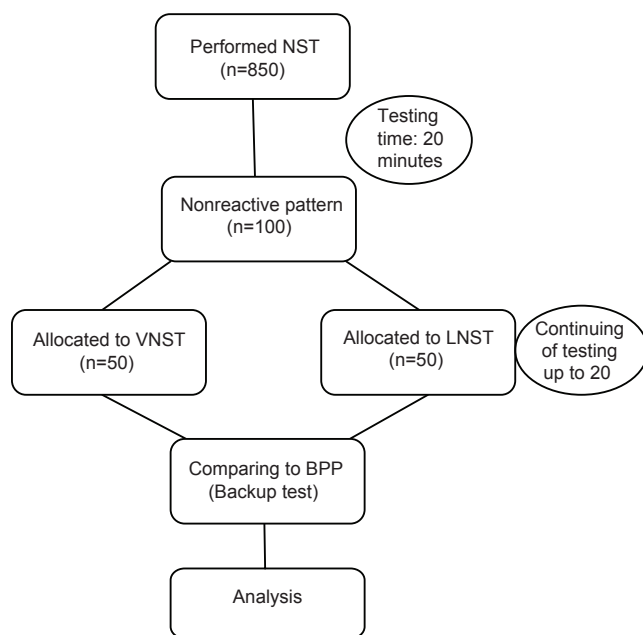 Performed NST
(n=850)
Testing
time: 20
minutes
Nonreactive pattern
(n=100)
Allocated to VNST
(n=50)
Allocated to LNST
(n=50)
Continuing
of testing
up to 20
Comparing to BPP
(Backup test)
Analysis